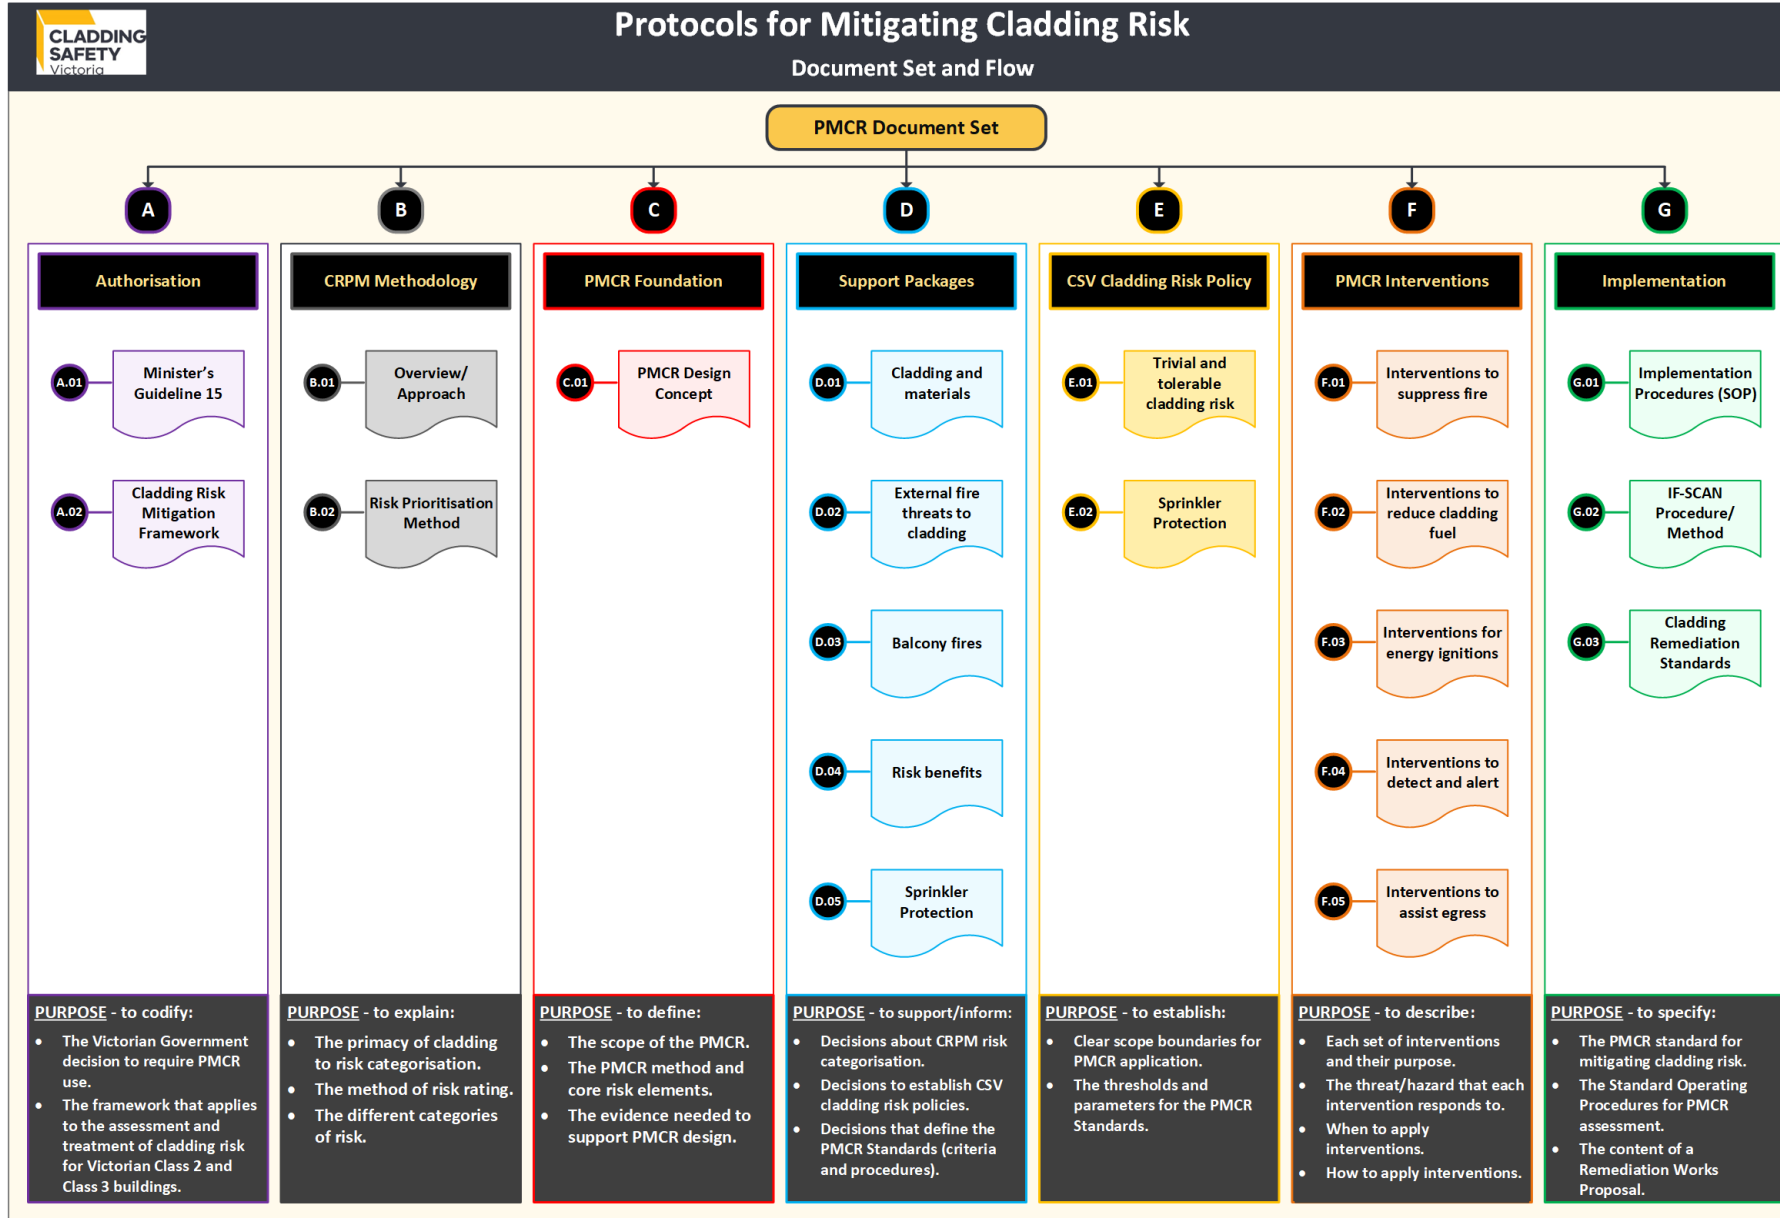 CLADDING
SAFETY
Victoria
Protocols for Mitigating Cladding Risk
Document Set and Flow
PMCR Document Set
A
B
C
D
E
F
G
Authorisation
CRPM Methodology
PMCR Foundation
Support Packages
CSV Cladding Risk Policy
PMCR Interventions
Implementation
A.01
Minister's
Guideline 15
A.02
Cladding Risk
Mitigation
Framework
B.01
Overview/
Approach
B.02
Risk Prioritisation
Method
C.01
PMCR Design
Concept
D.01
Cladding and
materials
D.02
External fire
threats to
cladding
D.03
Balcony fires
D.04
Risk benefits
D.05
Sprinkler
Protection
E.01
Trivial and
tolerable
cladding risk
E.02
Sprinkler
Protection
F.01
Interventions to
suppress fire
F.02
Interventions to
reduce cladding
fuel
F.03
Interventions for
energy ignitions
F.04
Interventions to
detect and alert
F.05
Interventions to
assist egress
G.01
Implementation
Procedures (SOP)
G.02
IF-SCAN
Procedure/
Method
G.03
Cladding
Remediation
Standards
PURPOSE - to codify:
• The Victorian Government
decision to require PMCR
use.
• The framework that applies
to the assessment and
treatment of cladding risk
for Victorian Class 2 and
Class 3 buildings.
PURPOSE - to explain:
• The primacy of cladding
to risk categorisation.
• The method of risk rating.
• The different categories
of risk.
PURPOSE - to define:
• The scope of the PMCR.
• The PMCR method and
core risk elements.
• The evidence needed to
support PMCR design.
PURPOSE - to support/inform:
• Decisions about CRPM risk
categorisation.
• Decisions to establish CSV
cladding risk policies.
• Decisions that define the
PMCR Standards (criteria
and procedures).
PURPOSE - to establish:
• Clear scope boundaries for
PMCR application.
• The thresholds and
parameters for the PMCR
Standards.
PURPOSE - to describe:
• Each set of interventions
and their purpose.
• The threat/hazard that each
intervention responds to.
• When to apply
interventions.
• How to apply interventions.
PURPOSE - to specify:
• The PMCR standard for
mitigating cladding risk.
• The Standard Operating
Procedures for PMCR
assessment.
• The content of a
Remediation Works
Proposal.